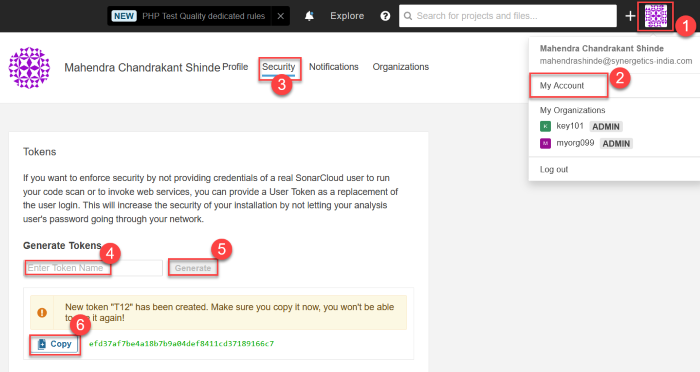 NEW PHP Test Quality dedicated rules
Explore
Search for projects and files...
1
Mahendra Chandrakant Shinde
mahendrashinde@synergetics-india.com
2
My Account
My Organizations
K key101 ADMIN
M myorg099 ADMIN
Log out
Mahendra Chandrakant Shinde Profile Security Notifications Organizations
3
Tokens
If you want to enforce security by not providing credentials of a real SonarCloud user to run
your code scan or to invoke web services, you can provide a User Token as a replacement of
the user login. This will increase the security of your installation by not letting your analysis
user's password going through your network.
Generate Tokens
4
5
Enter Token Name Generate
New token "T12" has been created. Make sure you copy it now, you won't be able
to it again!
6
Copy efd37af7be4a18b7b9a04def8411cd37189166c7